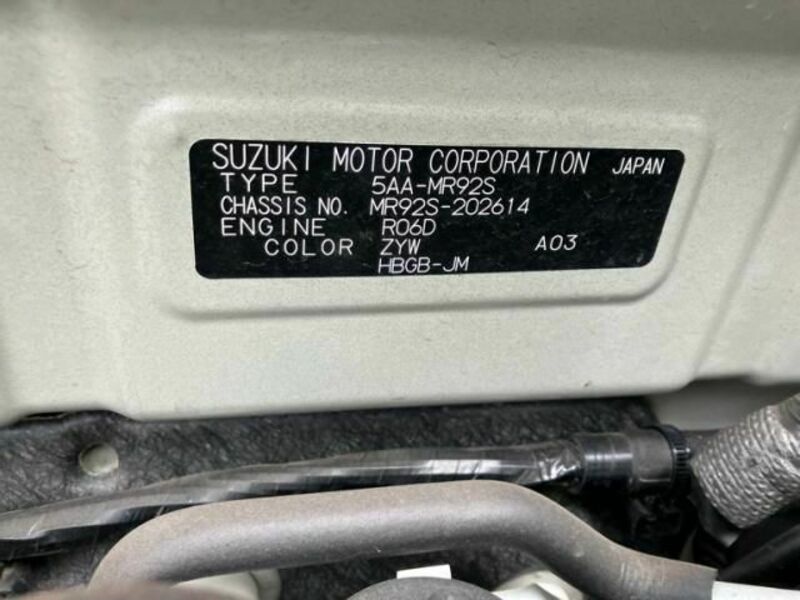 SUZUKI MOTOR CORPORATION JAPAN
TYPE 5AA-MR92S
CHASSIS NO. MR92S-202614
ENGINE R06D
COLOR ZYW A03
HBGB-JM